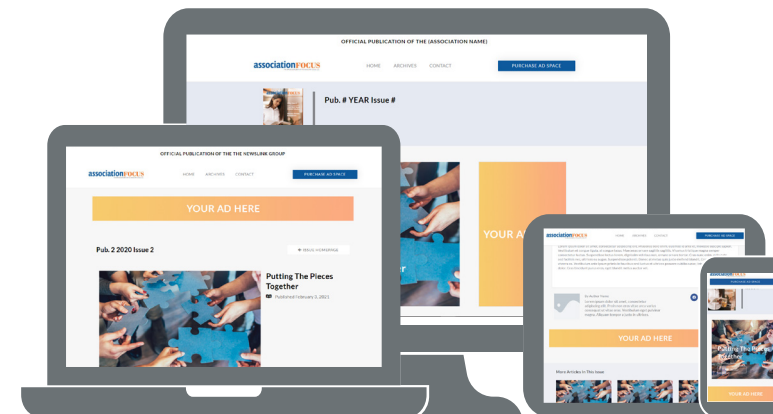 OFFICIAL PUBLICATION OF THE (ASSOCIATION NAME)
associationFOCUS
HOME ARCHIVES CONTACT
PURCHASE AD SPACE
Pub. # YEAR Issue #
YOUR A
er
OFFICIAL PUBLICATION OF THE THE NEWSLINK GROUP
associationFOCUS
HOME ARCHIVES CONTACT
PURCHASE AD SPACE
YOUR AD HERE
Pub. 2 2020 Issue 2
ISSUE HOMEPAGE
Putting The Pieces
Together
Published February 3, 2021
associationFOCUS
HOME ARCHIVES CONTACT
PURCHASE AD SPACE
YOUR AD HERE
More Articles in This Issue
associationFOCUS
PURCHASE AD SPACE
Putting The Pieces
Together
YOUR AD HERE